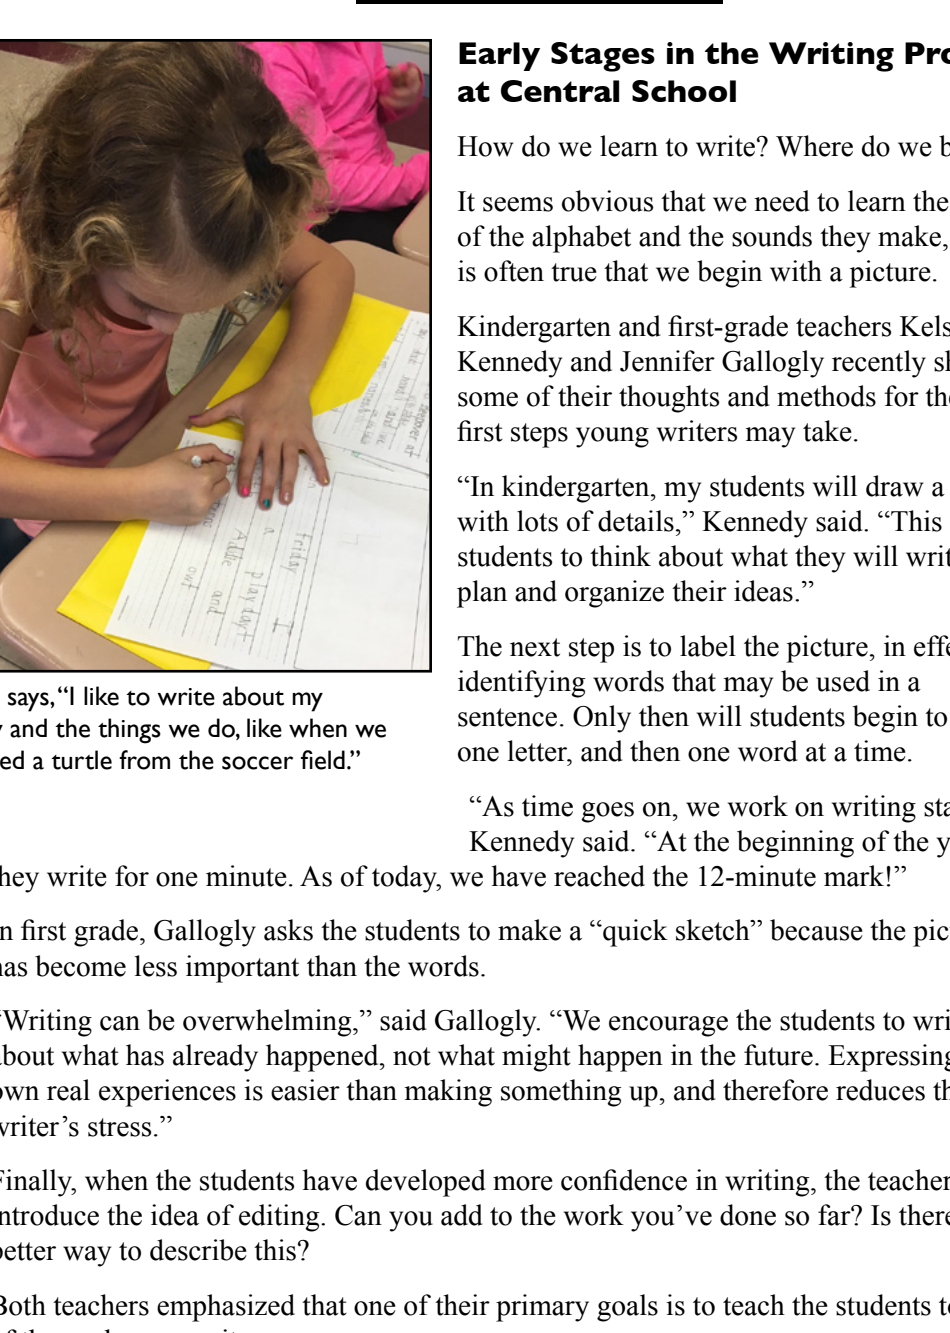 Early Stages in the Writing Pro
at Central School
How do we learn to write? Where do we b
It seems obvious that we need to learn the
of the alphabet and the sounds they make,
is often true that we begin with a picture.
Kindergarten and first-grade teachers Kels
Kennedy and Jennifer Gallogly recently sh
some of their thoughts and methods for the
first steps young writers may take.
“In kindergarten, my students will draw a
with lots of details,” Kennedy said. “This
students to think about what they will writ
plan and organize their ideas.”
The next step is to label the picture, in effe
identifying words that may be used in a
sentence. Only then will students begin to
one letter, and then one word at a time.
“As time goes on, we work on writing sta
Kennedy said. “At the beginning of the y
hey write for one minute. As of today, we have reached the 12-minute mark!”
n first grade, Gallogly asks the students to make a “quick sketch” because the pic
has become less important than the words.
“Writing can be overwhelming,” said Gallogly. “We encourage the students to wri
about what has already happened, not what might happen in the future. Expressing
own real experiences is easier than making something up, and therefore reduces th
writer’s stress.”
Finally, when the students have developed more confidence in writing, the teacher
introduce the idea of editing. Can you add to the work you’ve done so far? Is there
better way to describe this?
Both teachers emphasized that one of their primary goals is to teach the students to
says, “I like to write about my
y and the things we do, like when we
ed a turtle from the soccer field.”
Friday I
a
playdayt
Addie and
owt